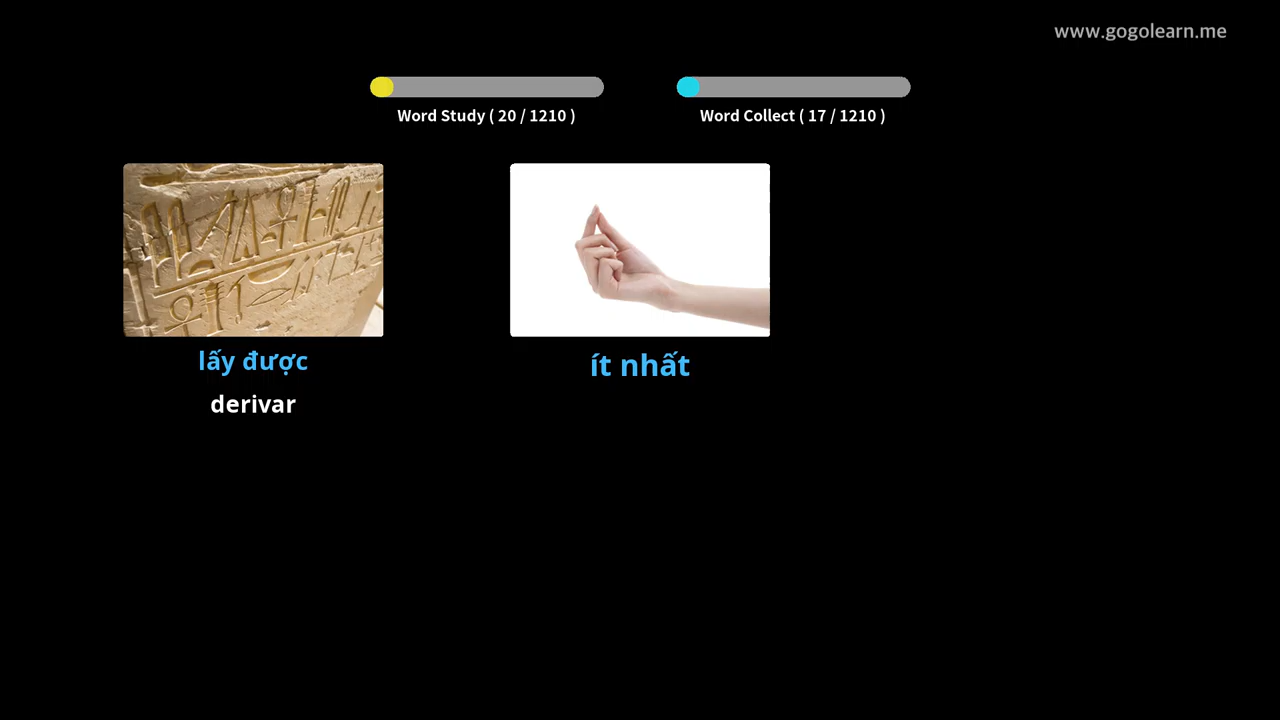 www.gogolearn.me
Word Study ( 20 / 1210 )
Word Collect ( 17 / 1210 )
lấy được
derivar
ít nhất